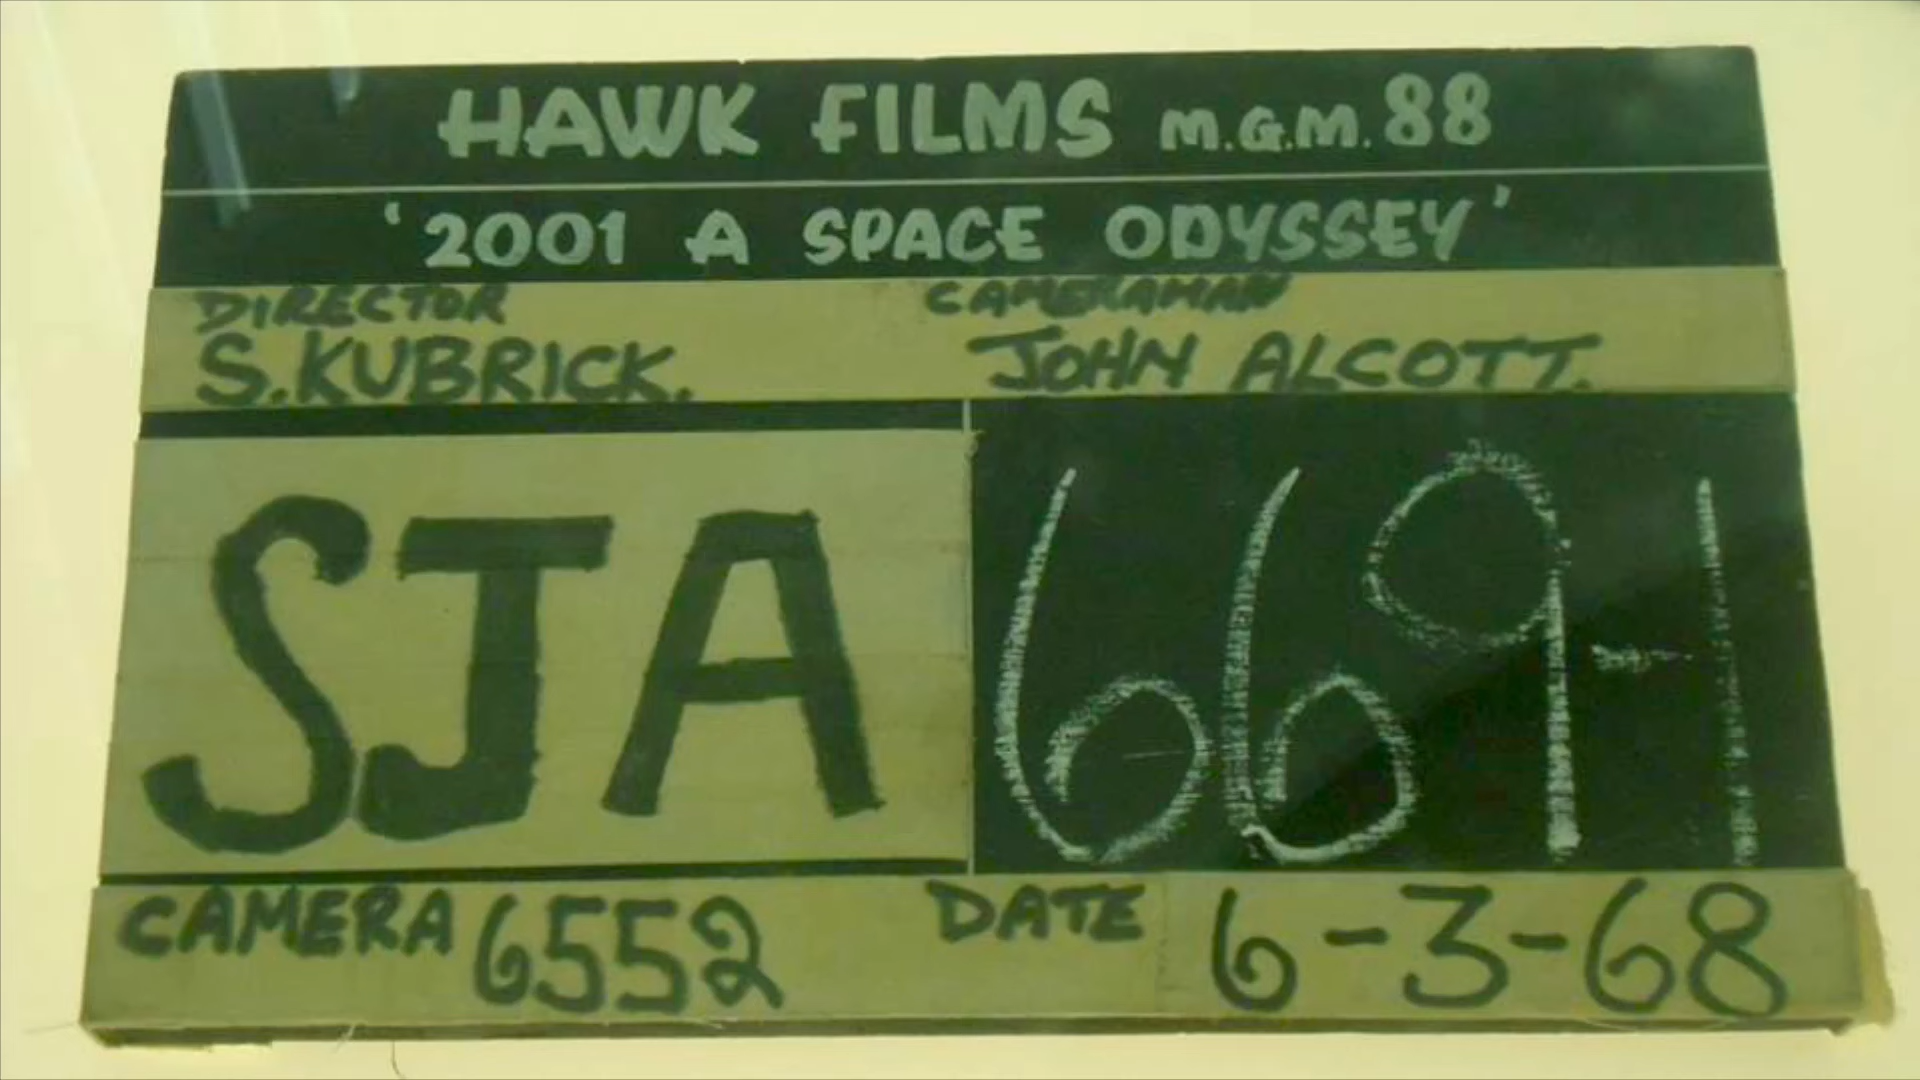 HAWK FILMS M.G.M. 88
'2001 A SPACE ODYSSEY'
DIRECTOR CAMERAMAN
S.KUBRICK. JOHN ALCOTT.
SJA 669-1
CAMERA 6552 DATE 6-3-68